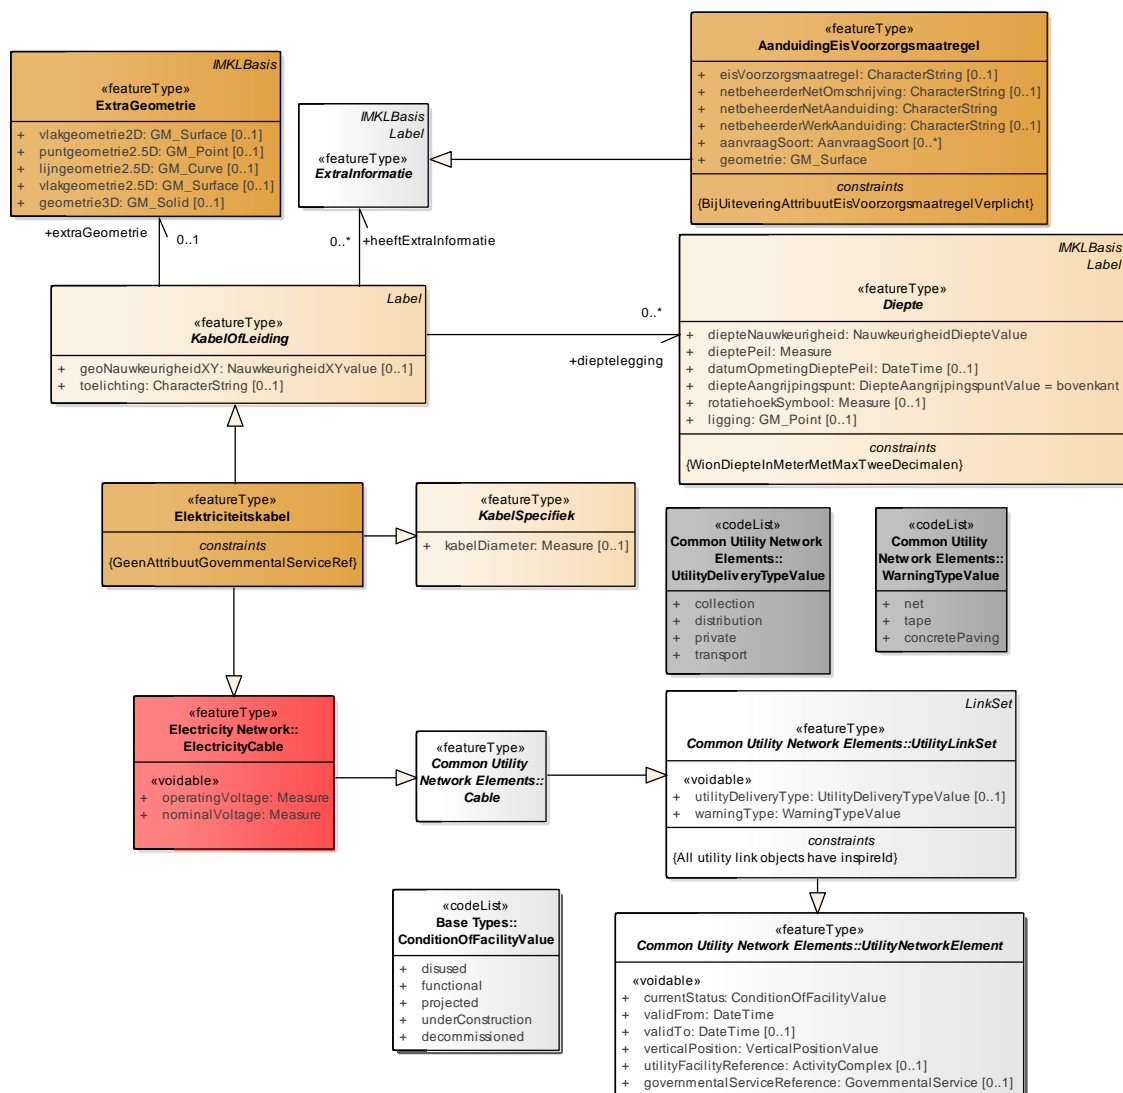 IMKLBasis
«featureType»
ExtraGeometrie
+ vlakgeometrie2D: GM_Surface [0..1]
+ puntgeometrie2.5D: GM_Point [0..1]
+ lijngeometrie2.5D: GM_Curve [0..1]
+ vlakgeometrie2.5D: GM_Surface [0..1]
+ geometrie3D: GM_Solid [0..1]
IMKLBasis
Label
«featureType»
ExtraInformatie
«featureType»
AanduidingEisVoorzorgsmaatregel
+ eisVoorzorgsmaatregel: CharacterString [0..1]
+ netbeheerderNetOmschrijving: CharacterString [0..1]
+ netbeheerderNetAanduiding: CharacterString
+ netbeheerderWerkAanduiding: CharacterString [0..1]
+ aanvraagSoort: AanvraagSoort [0..*]
+ geometrie: GM_Surface
constraints
{BijUiteveringAttribuutEisVoorzorgsmaatregelVerplicht}
+extraGeometrie
0..1
0..*
+heeftExtraInformatie
Label
«featureType»
KabelOfLeiding
+ geoNauwkeurigheidXY: NauwkeurigheidXYvalue [0..1]
+ toelichting: CharacterString [0..1]
0..*
+dieptelegging
IMKLBasis
Label
«featureType»
Diepte
+ diepteNauwkeurigheid: NauwkeurigheidDiepteValue
+ dieptePeil: Measure
+ datumOpmetingDieptePeil: DateTime [0..1]
+ diepteAangrijpingspunt: DiepteAangrijpingspuntValue = bovenkant
+ rotatiehoekSymbool: Measure [0..1]
+ ligging: GM_Point [0..1]
constraints
{WionDiepteInMeterMetMaxTweeDecimalen}
«featureType»
Elektriciteitskabel
constraints
{GeenAttribuutGovernmentalServiceRef}
«featureType»
KabelSpecifiek
+ kabelDiameter: Measure [0..1]
«codeList»
Common Utility Network
Elements::
UtilityDeliveryTypeValue
+ collection
+ distribution
+ private
+ transport
«codeList»
Common Utility
Network Elements::
WarningTypeValue
+ net
+ tape
+ concretePaving
«featureType»
Electricity Network::
ElectricityCable
«voidable»
+ operatingVoltage: Measure
+ nominalVoltage: Measure
«featureType»
Common Utility
Network Elements::
Cable
LinkSet
«featureType»
Common Utility Network Elements::UtilityLinkSet
«voidable»
+ utilityDeliveryType: UtilityDeliveryTypeValue [0..1]
+ warningType: WarningTypeValue
constraints
{All utility link objects have inspireId}
«codeList»
Base Types::
ConditionOfFacilityValue
+ disused
+ functional
+ projected
+ underConstruction
+ decommissioned
«featureType»
Common Utility Network Elements::UtilityNetworkElement
«voidable»
+ currentStatus: ConditionOfFacilityValue
+ validFrom: DateTime
+ validTo: DateTime [0..1]
+ verticalPosition: VerticalPositionValue
+ utilityFacilityReference: ActivityComplex [0..1]
+ governmentalServiceReference: GovernmentalService [0..1]